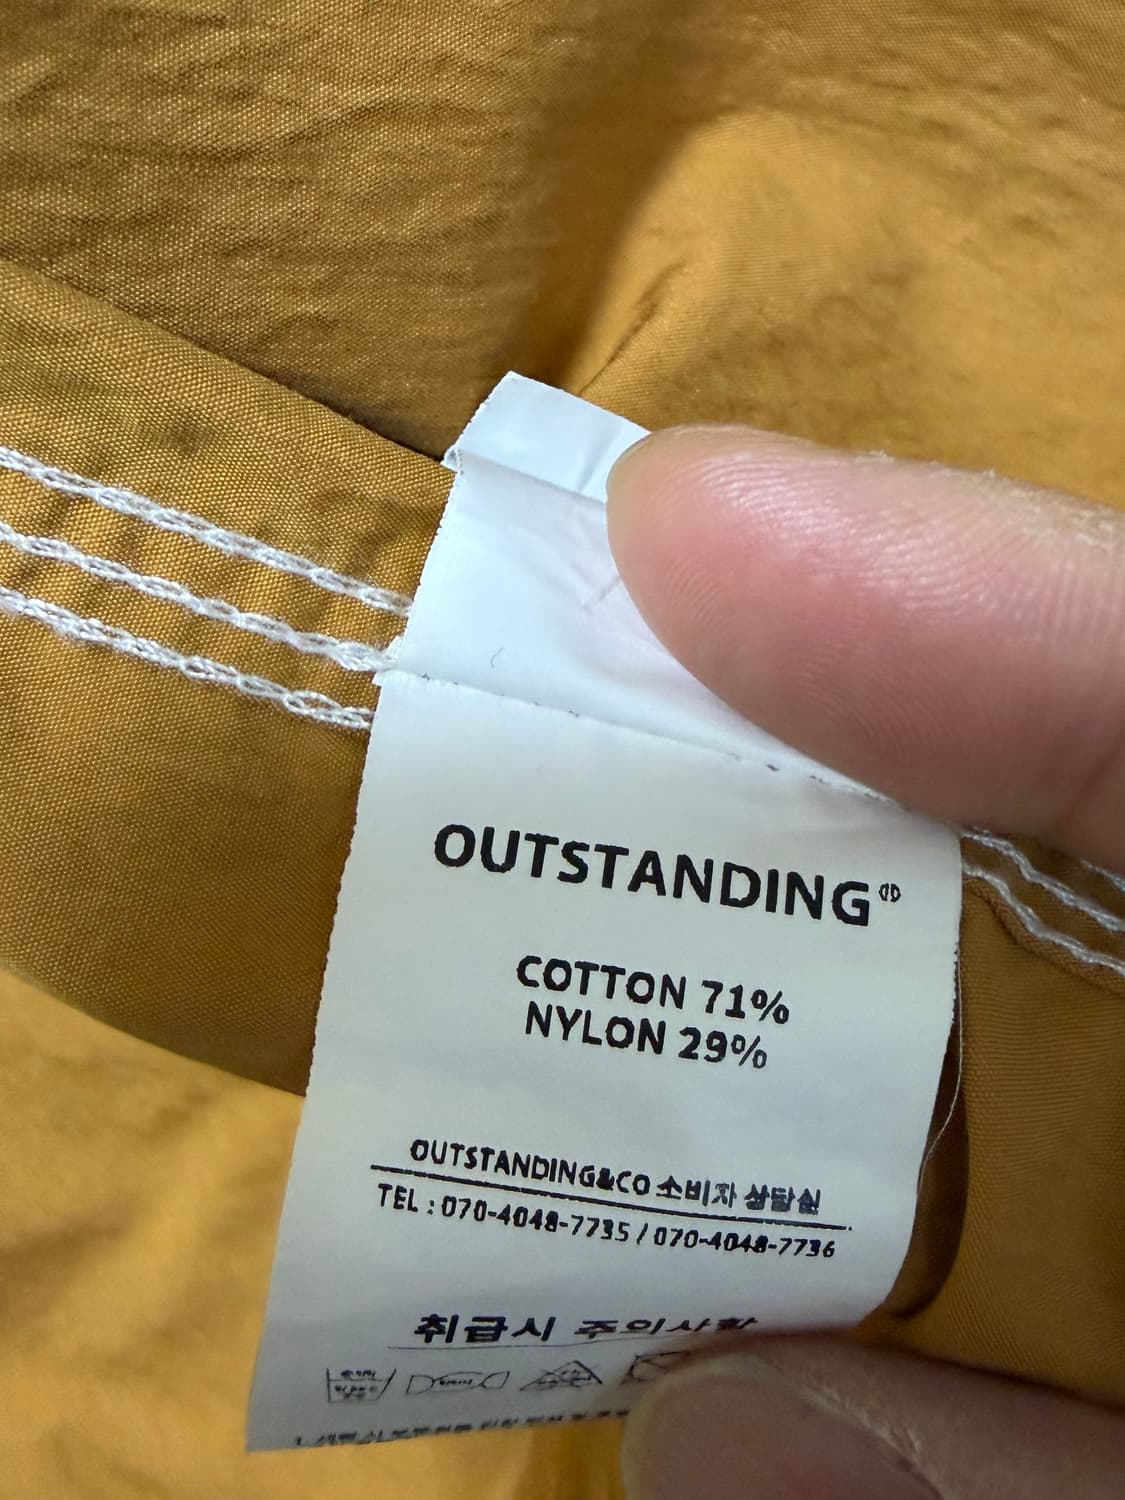 OUTSTANDING®
COTTON 71%
NYLON 29%
OUTSTANDING&CO 소비자 상담실
TEL : 070-4048-7735 / 070-4048-7736
취급시 주의사항